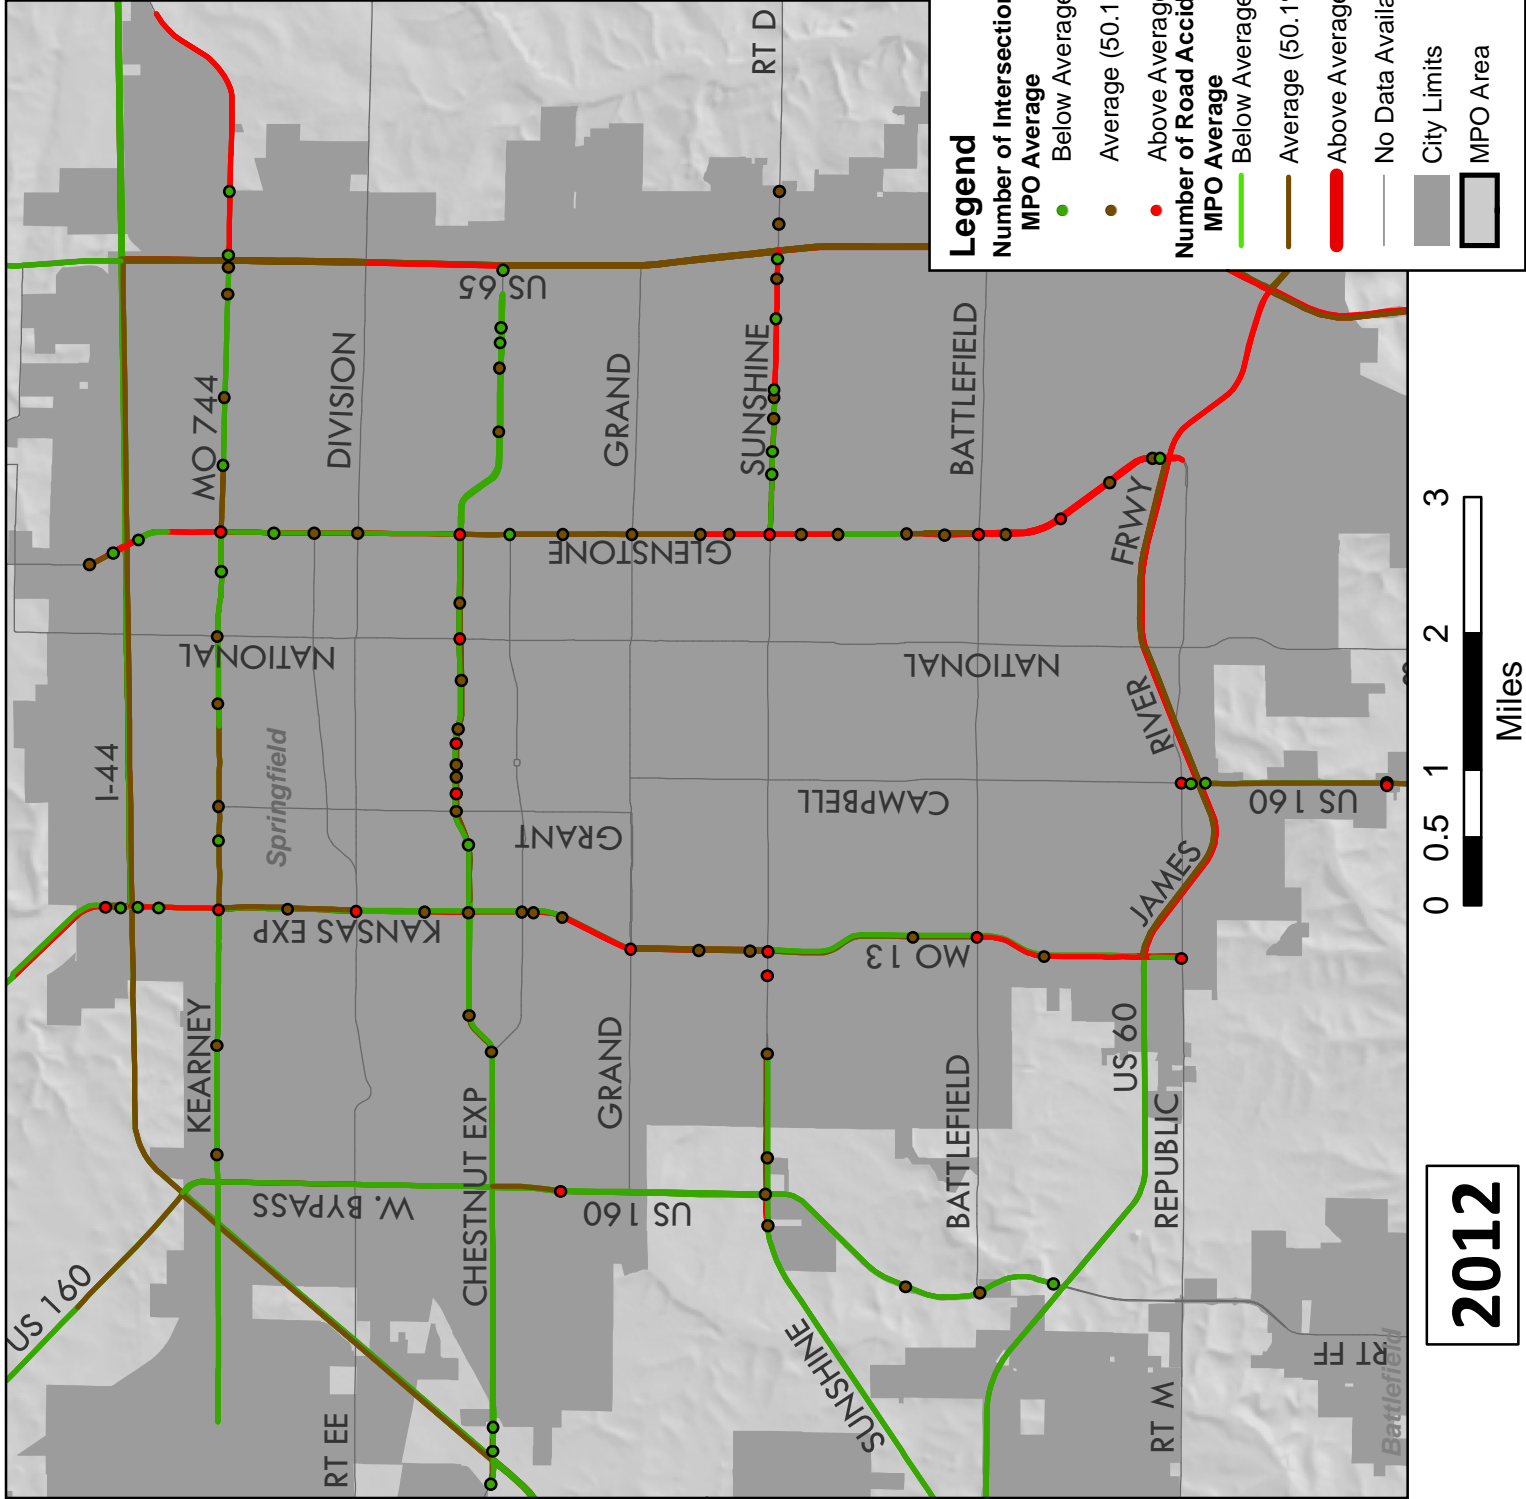 US 160
I-44
MO 744
KEARNEY
DIVISION
NATIONAL
Springfield
KANSAS EXP
W. BYPASS
RT EE
CHESTNUT EXP
US 65
GRANT
GRAND
GRAND
GLENSTONE
US 160
SUNSHINE
SUNSHINE
RT D
CAMPBELL
NATIONAL
MO 13
BATTLEFIELD
BATTLEFIELD
JAMES
RIVER
FRWY
US 60
REPUBLIC
RT M
US 160
RT FF
Battlefield
Legend
Number of Intersection
MPO Average
Below Average
Average (50.1
Above Average
Number of Road Accid
MPO Average
Below Average
Average (50.1
Above Average
No Data Availa
City Limits
MPO Area
0 0.5 1 2 3
Miles
2012